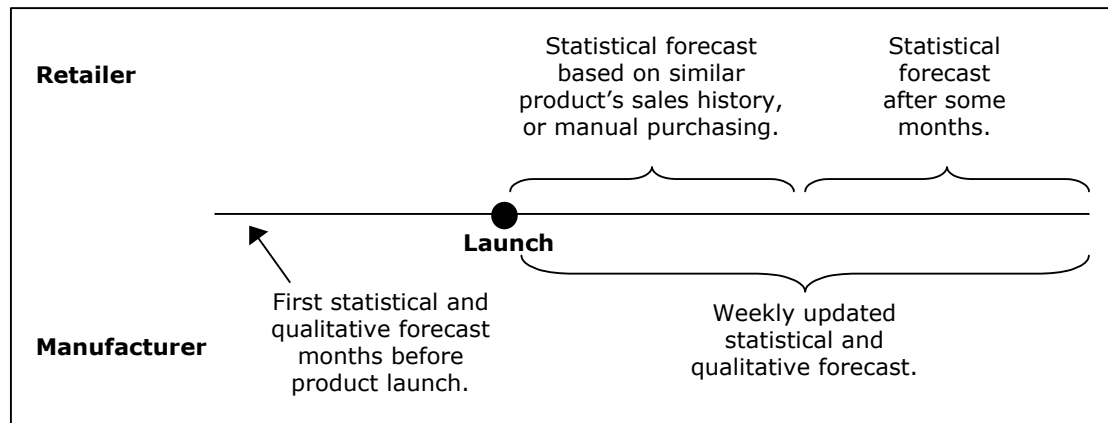 Retailer
Statistical forecast
based on similar
product’s sales history,
or manual purchasing.
Statistical
forecast
after some
months.
Launch
Manufacturer
First statistical and
qualitative forecast
months before
product launch.
Weekly updated
statistical and
qualitative forecast.